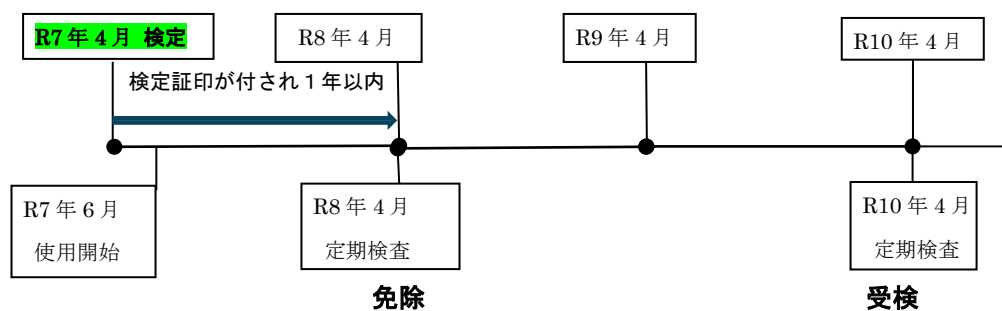 R7年4月 検定
R8年4月
R9年4月
R10年4月
検定証印が付され1年以内
R7年6月
使用開始
R8年4月
定期検査
R10年4月
定期検査
免除
受検